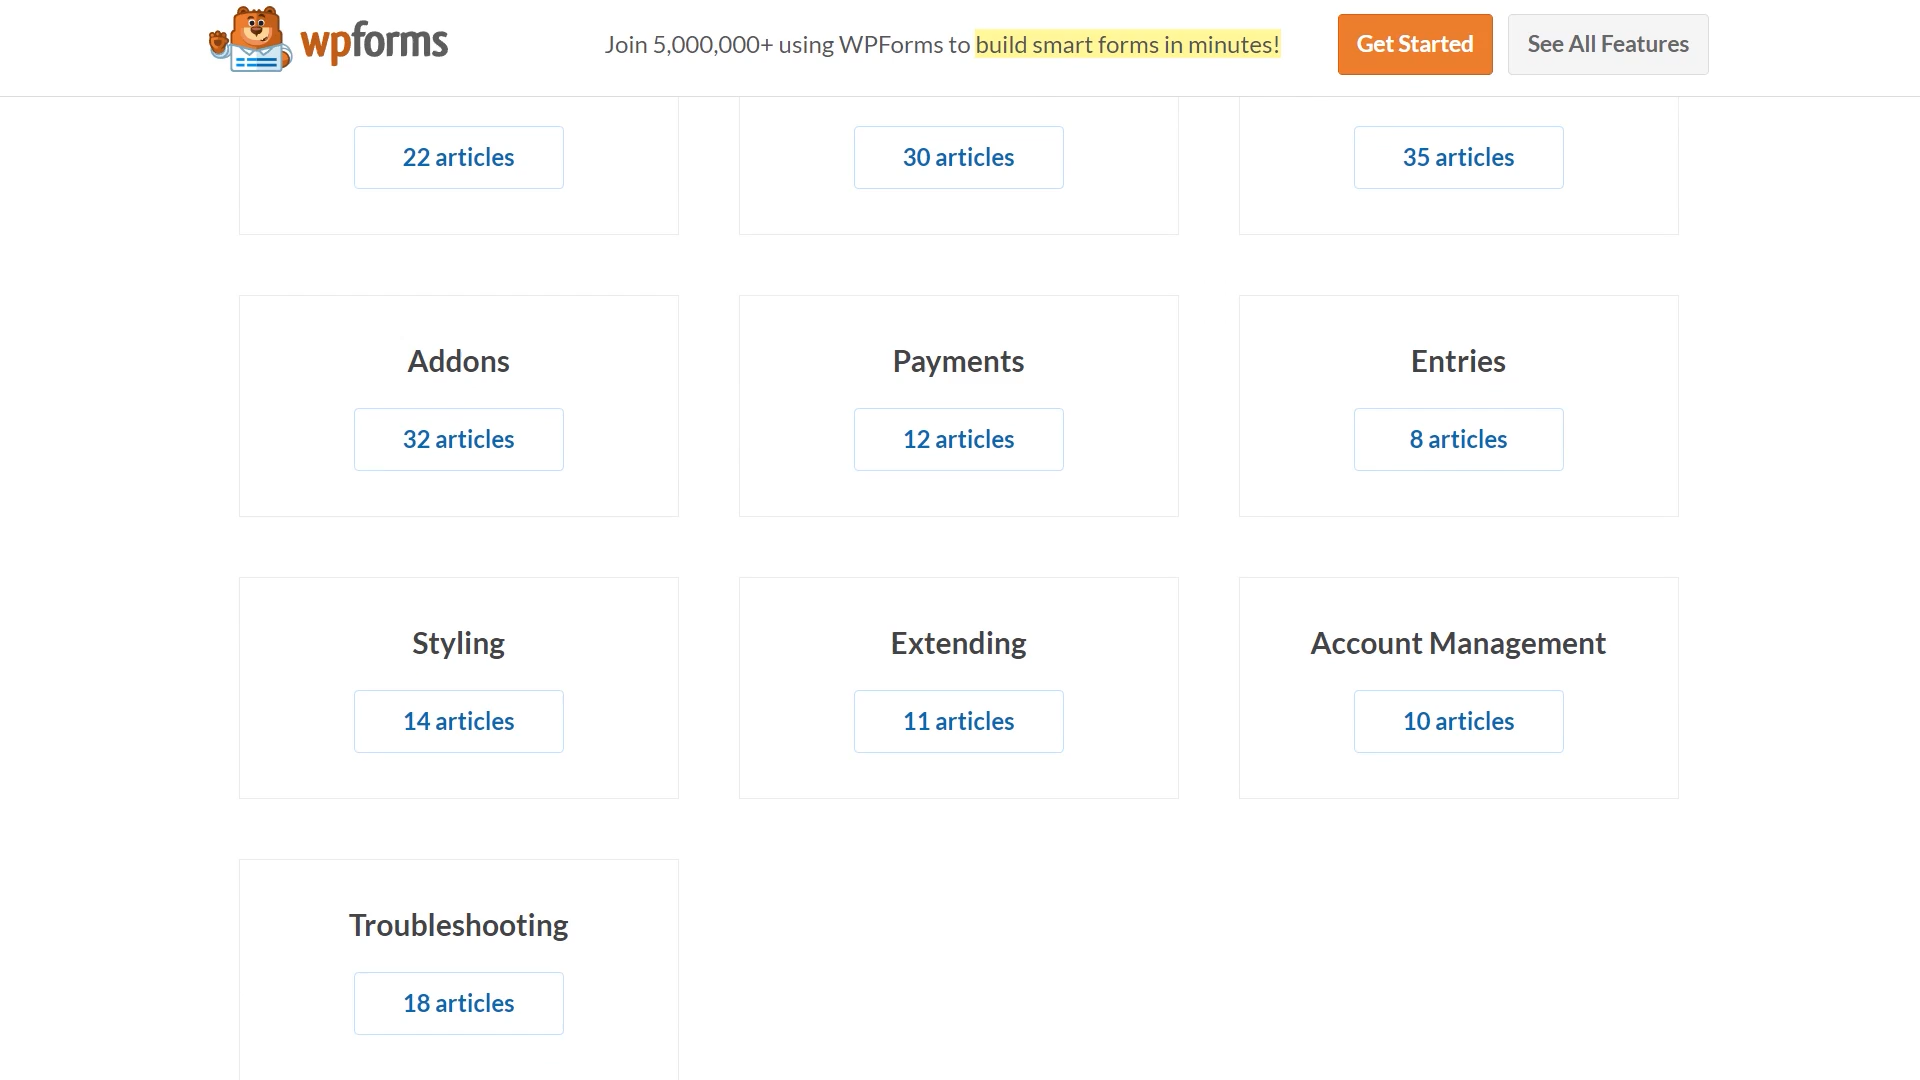 wpforms
Join 5,000,000+ using WPForms to build smart forms in minutes!
Get Started
See All Features
22 articles
30 articles
35 articles
Addons
Payments
Entries
32 articles
12 articles
8 articles
Styling
Extending
Account Management
14 articles
11 articles
10 articles
Troubleshooting
18 articles